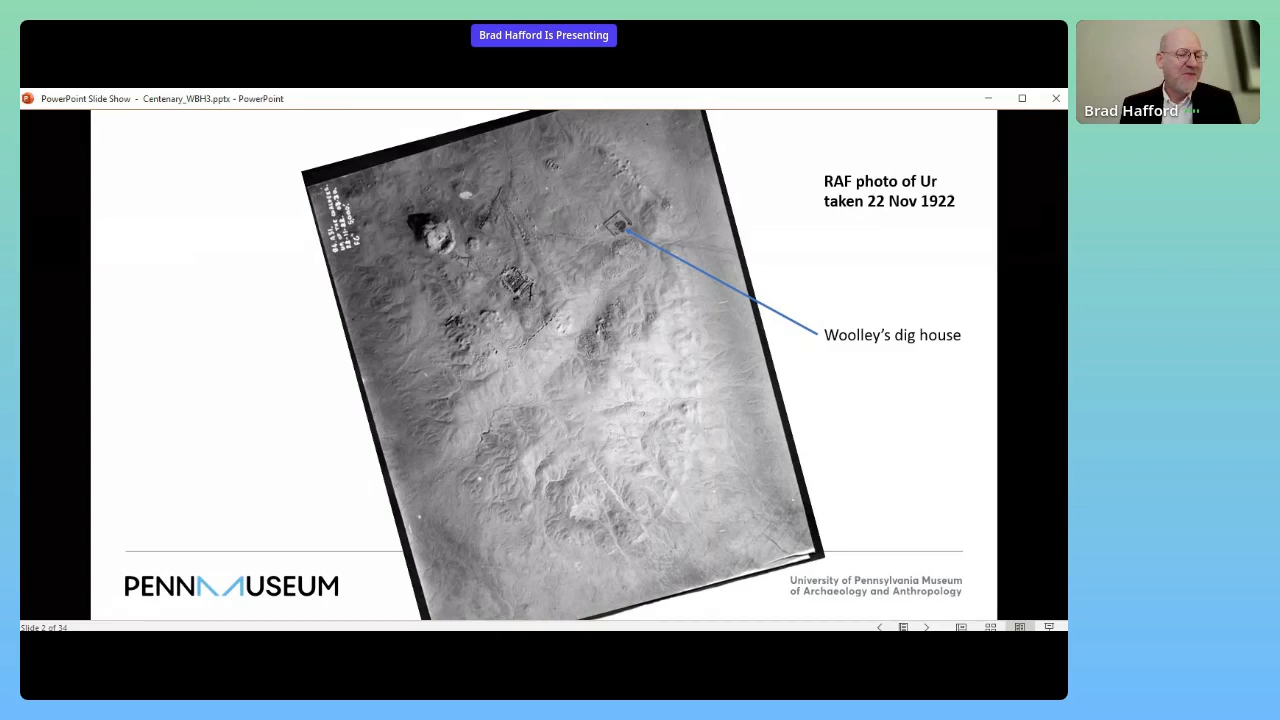 Brad Hafford Is Presenting
PowerPoint Slide Show - Centenary_WBH3.pptx - PowerPoint
Brad Hafford
RAF photo of Ur
taken 22 Nov 1922
Woolley's dig house
PENN MUSEUM
University of Pennsylvania Museum
of Archaeology and Anthropology
Slide 2 of 34